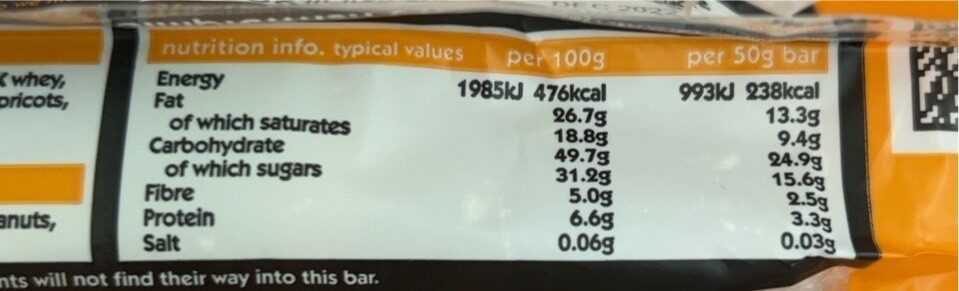 DEC 2022
nutrition info. typical values per 100g per 50g bar
Energy 1985kJ 476kcal 993kJ 238kcal
Fat 26.7g 13.3g
of which saturates 18.8g 9.4g
Carbohydrate 49.7g 24.9g
of which sugars 31.2g 15.6g
Fibre 5.0g 2.5g
Protein 6.6g 3.3g
Salt 0.06g 0.03g
whey,
pricots,
anuts,
nts will not find their way into this bar.